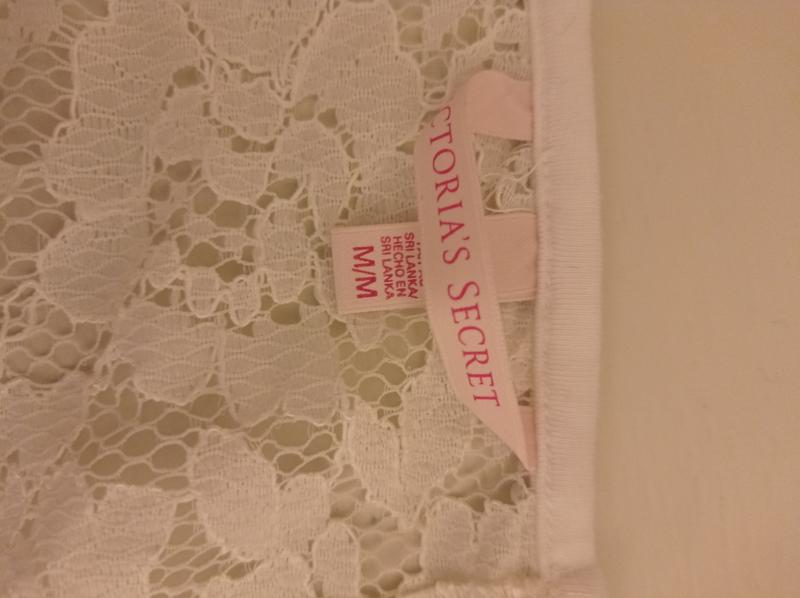 CTORIA'S SECRET
SRI LANKA/
HECHO EN
SRI LANKA
M/M